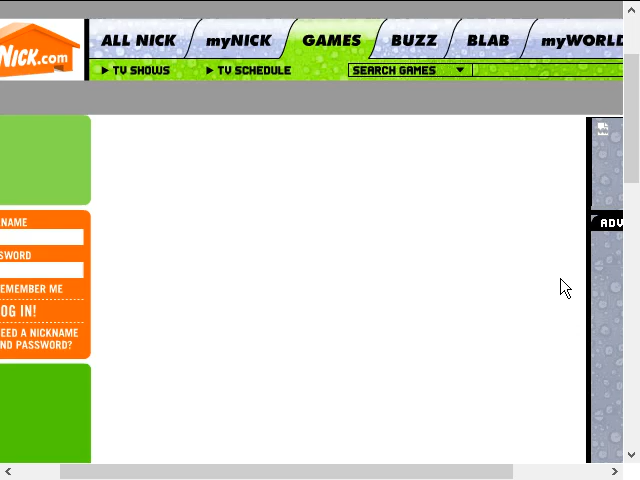 NICK.com
ALL NICK
myNICK
GAMES
BUZZ
BLAB
myWORLD
TV SHOWS
TV SCHEDULE
SEARCH GAMES
NAME
SWORD
EMEMBER ME
OG IN!
EED A NICKNAME
ND PASSWORD?
ADV